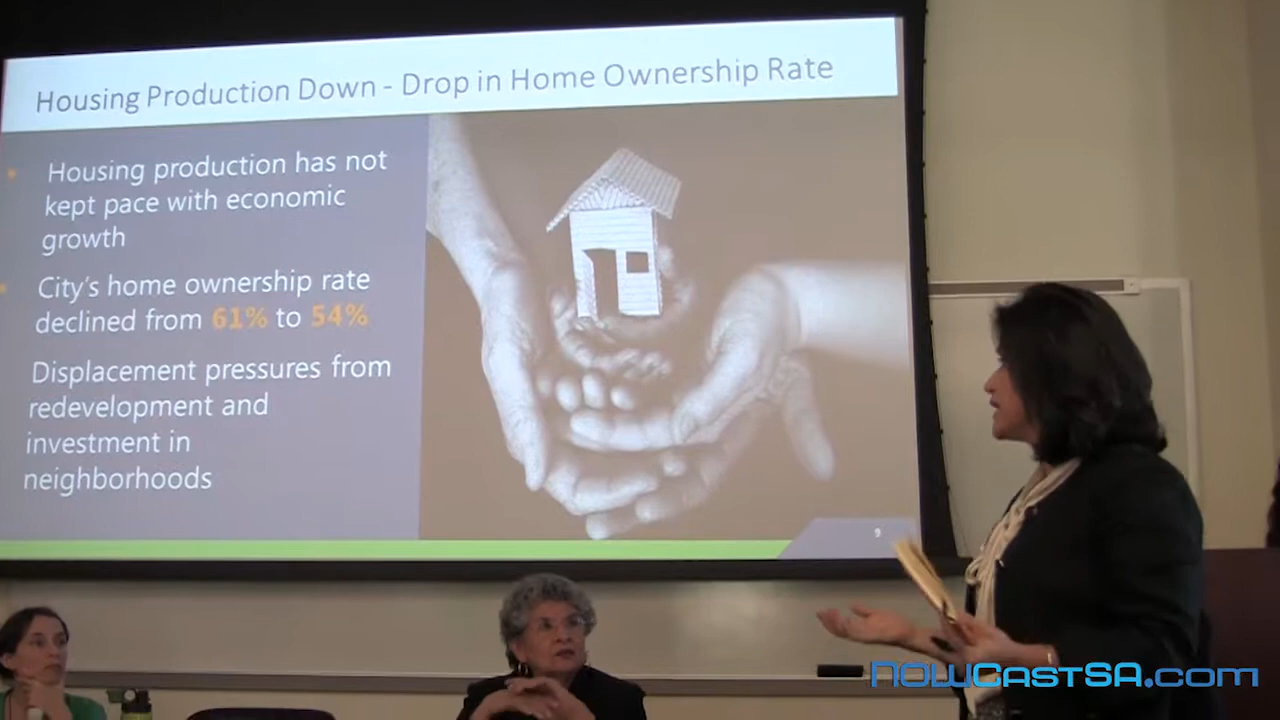 Housing Production Down - Drop in Home Ownership Rate
Housing production has not
kept pace with economic
growth
City's home ownership rate
declined from 61% to 54%
Displacement pressures from
redevelopment and
investment in
neighborhoods
9
NOWCastSA.com